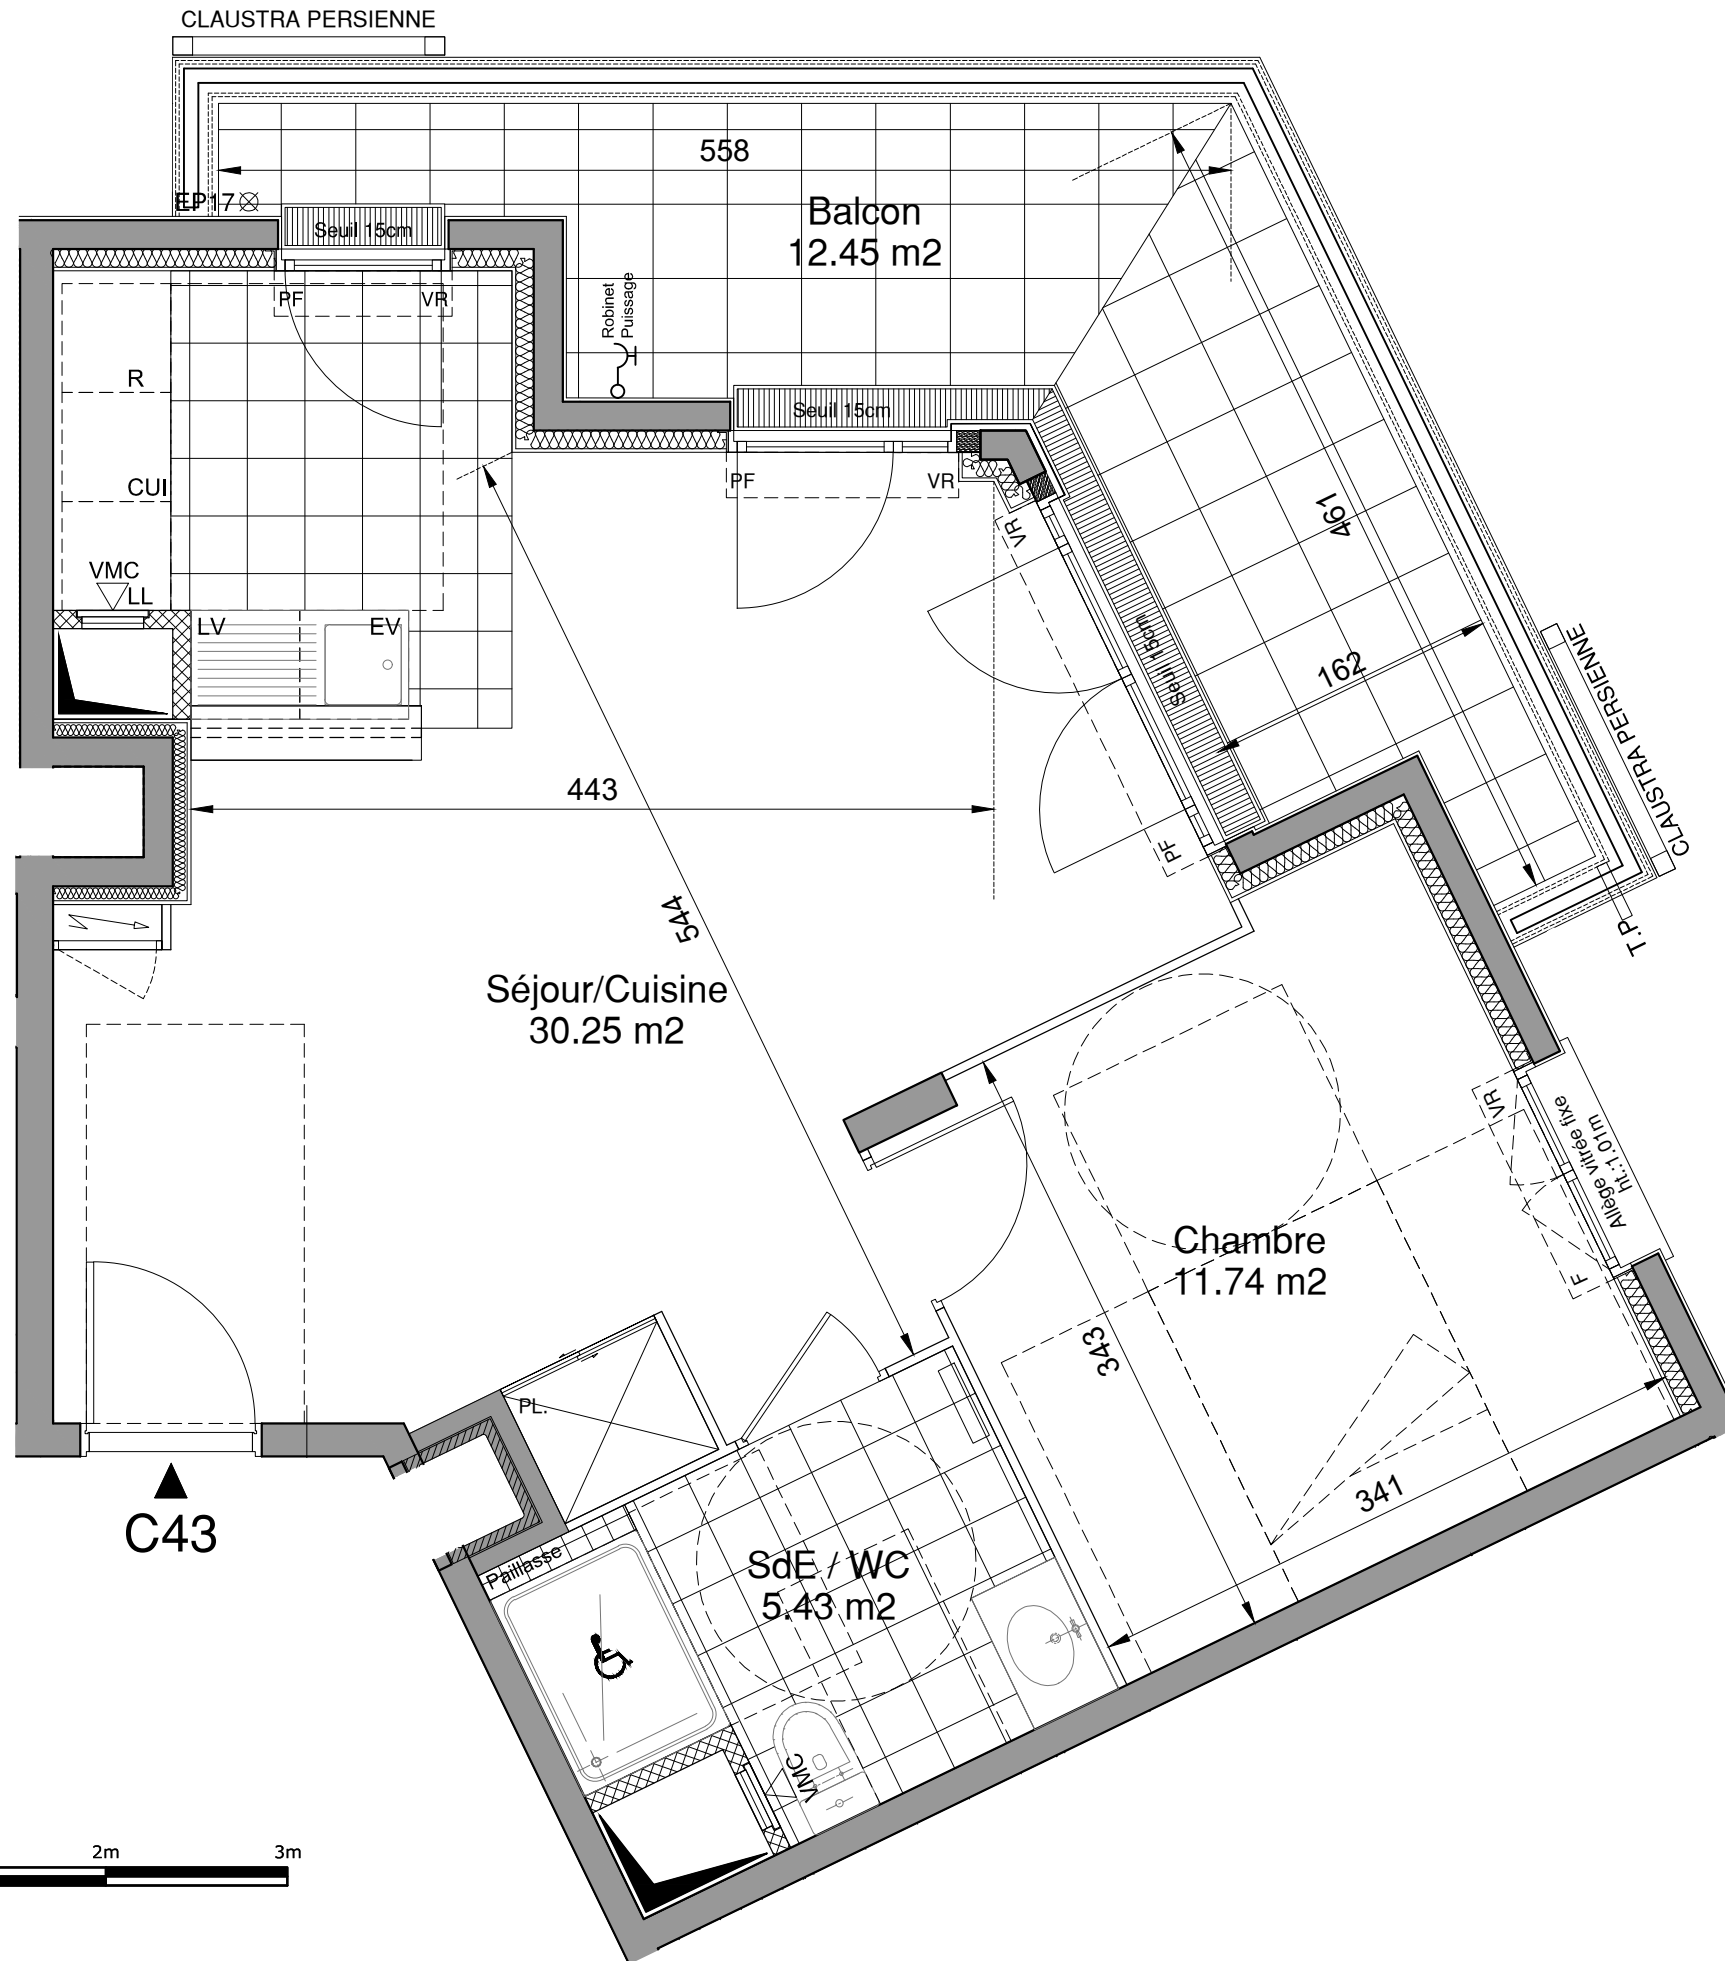 CLAUSTRA PERSIENNE
558
EP17
Balcon
12.45 m2
Seuil 15cm
Robinet
Puissage
PF
VR
R
Seuil 15cm
CUI
PF
VR
VR
461
VMC
LL
LV
EV
Seuil 15cm
162
CLAUSTRA PERSIENNE
443
PF
544
T.P
Séjour/Cuisine
30.25 m2
VR
Allège vitrée fixe
ht.:1.01m
Chambre
11.74 m2
F
343
PL.
341
C43
Paillasse
SdE / WC
5.43 m2
VMC
2m
3m